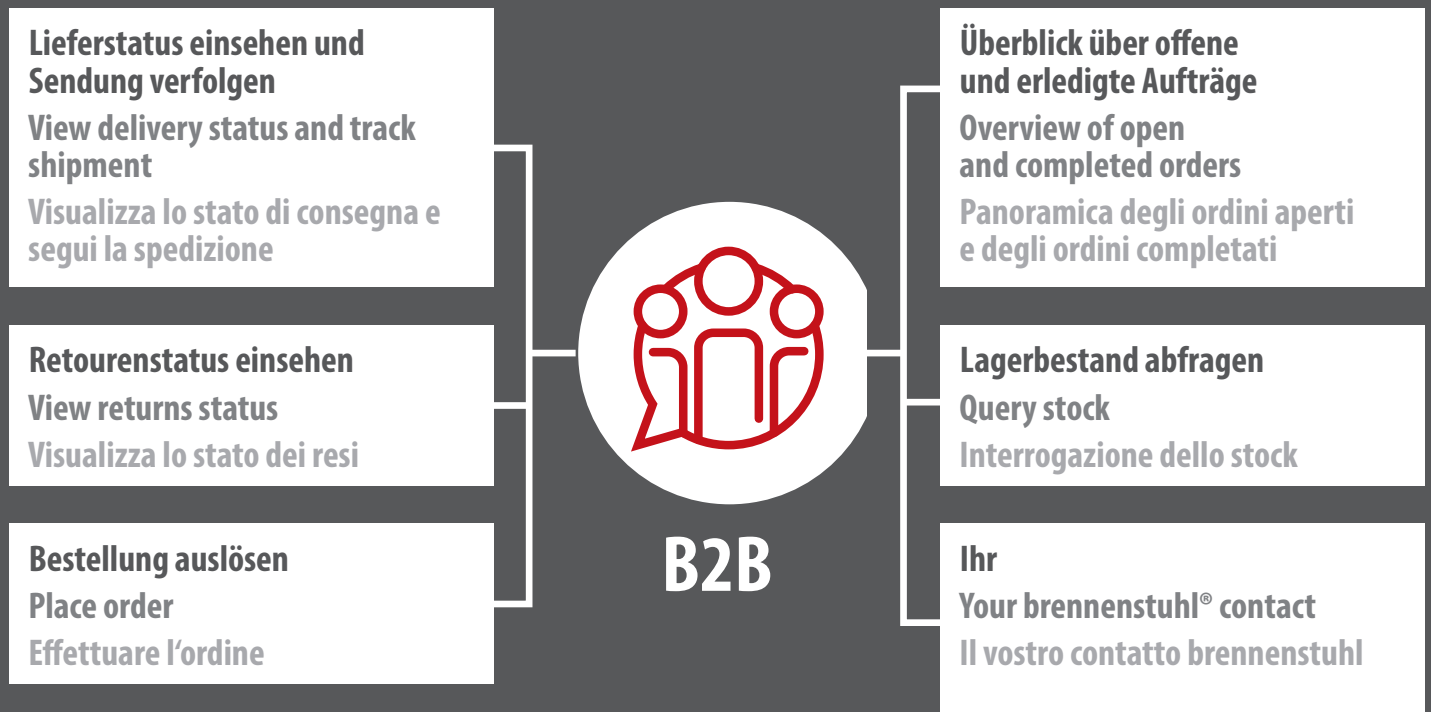 Lieferstatus einsehen und
Sendung verfolgen
View delivery status and track
shipment
Visualizza lo stato di consegna e
segui la spedizione
Retourenstatus einsehen
View returns status
Visualizza lo stato dei resi
Bestellung auslösen
Place order
Effettuare l‘ordine
B2B
Überblick über offene
und erledigte Aufträge
Overview of open
and completed orders
Panoramica degli ordini aperti
e degli ordini completati
Lagerbestand abfragen
Query stock
Interrogazione dello stock
Ihr
Your brennenstuhl® contact
Il vostro contatto brennenstuhl